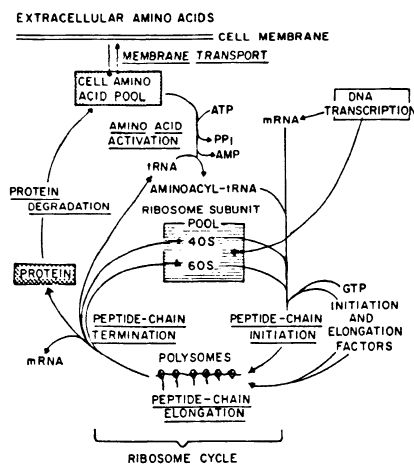 EXTRACELLULAR AMINO ACIDS
CELL MEMBRANE
MEMBRANE TRANSPORT
CELL AMINO
ACID POOL
DNA
TRANSCRIPTION
ATP
mRNA
AMINO ACID
ACTIVATION
PPi
AMP
tRNA
AMINOACYL-tRNA
PROTEIN
DEGRADATION
RIBOSOME SUBUNIT
POOL
40S
60S
PROTEIN
GTP
PEPTIDE-CHAIN
TERMINATION
PEPTIDE-CHAIN
INITIATION
INITIATION AND
ELONGATION
FACTORS
mRNA
POLYSOMES
PEPTIDE-CHAIN
ELONGATION
RIBOSOME CYCLE